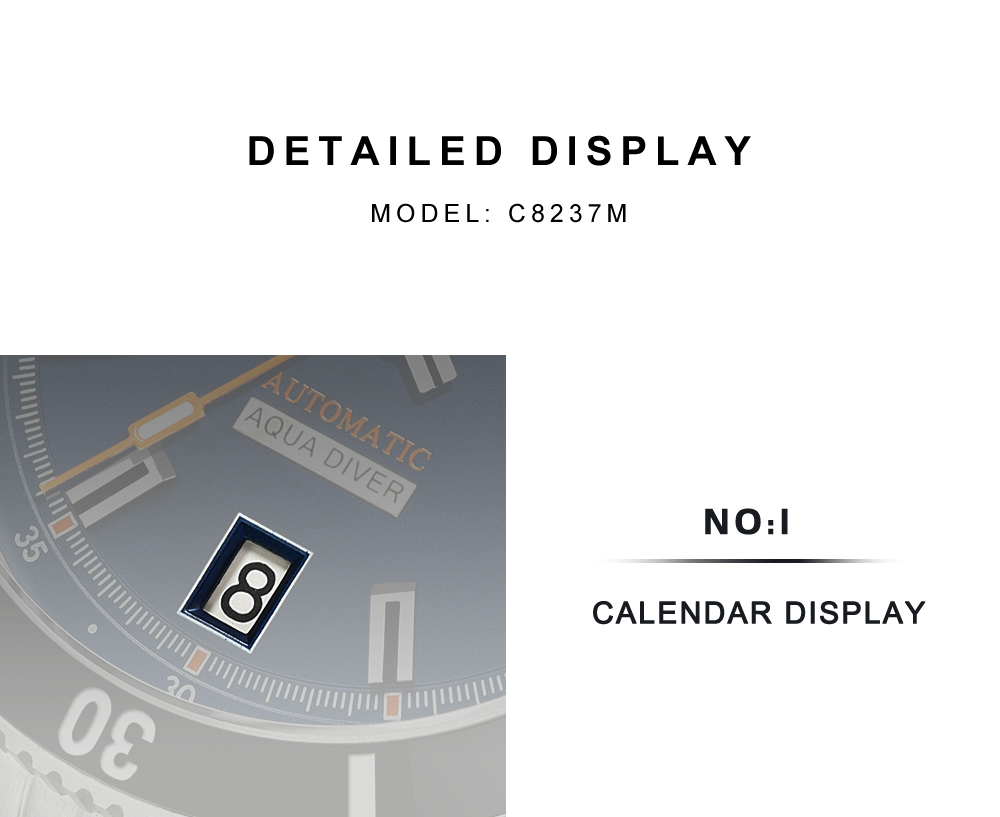 DETAILED DISPLAY
MODEL: C8237M
AUTOMATIC
AQUA DIVER
35
8
30
30
NO:I
CALENDAR DISPLAY